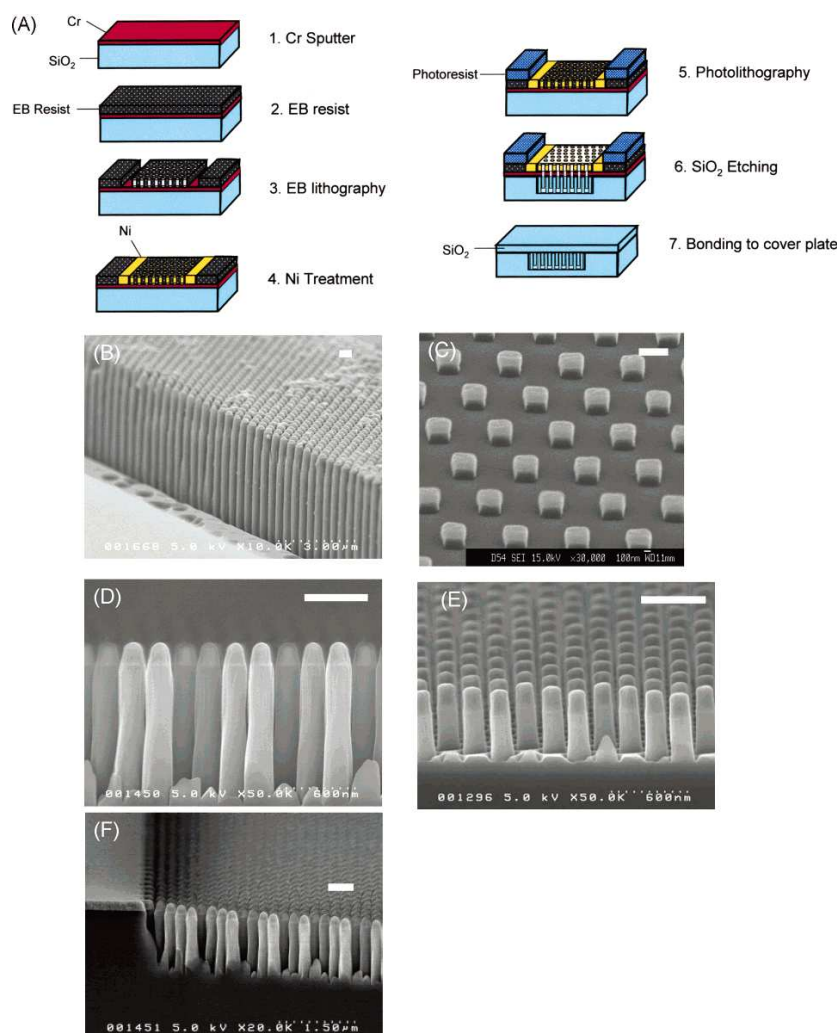 (A)
Cr
SiO₂
1. Cr Sputter
EB Resist
2. EB resist
3. EB lithography
Ni
4. Ni Treatment
Photoresist
5. Photolithography
6. SiO₂ Etching
SiO₂
7. Bonding to cover plate
(B)
001668 5.0 kV X10.0K 3.00µm
(C)
D54 SEI 15.0kV ×30,000 100nm WD11mm
(D)
001450 5.0 kV X50.0K 600nm
(E)
001296 5.0 kV X50.0K 600nm
(F)
001451 5.0 kV X20.0K 1.50µm